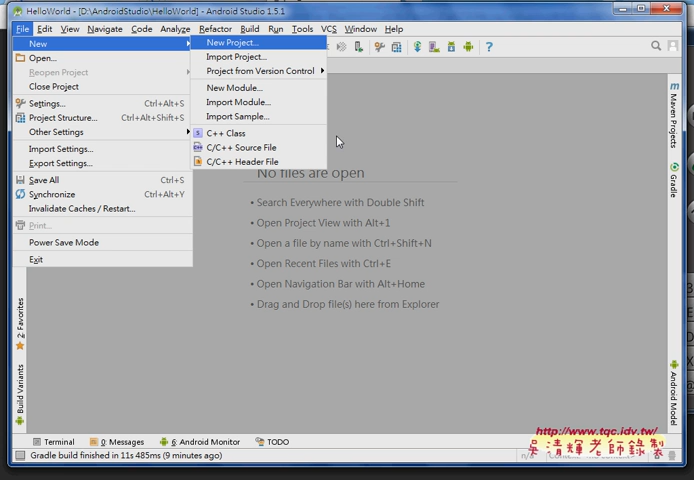 HelloWorld - [D:\AndroidStudio\HelloWorld] - Android Studio 1.5.1
File Edit View Navigate Code Analyze Refactor Build Run Tools VCS Window Help
New
Open...
Reopen Project
Close Project
Settings... Ctrl+Alt+S
Project Structure... Ctrl+Alt+Shift+S
Other Settings
Import Settings...
Export Settings...
Save All Ctrl+S
Synchronize Ctrl+Alt+Y
Invalidate Caches / Restart...
Print...
Power Save Mode
Exit
New Project...
Import Project...
Project from Version Control
New Module...
Import Module...
Import Sample...
C++ Class
C/C++ Source File
C/C++ Header File
No files are open
• Search Everywhere with Double Shift
• Open Project View with Alt+1
• Open a file by name with Ctrl+Shift+N
• Open Recent Files with Ctrl+E
• Open Navigation Bar with Alt+Home
• Drag and Drop file(s) here from Explorer
Maven Projects
Gradle
Android Model
2: Favorites
Build Variants
Terminal 0: Messages 6: Android Monitor TODO
Gradle build finished in 11s 485ms (9 minutes ago)
n/a
http://www.tqc.idv.tw/
吳清輝老師錄製